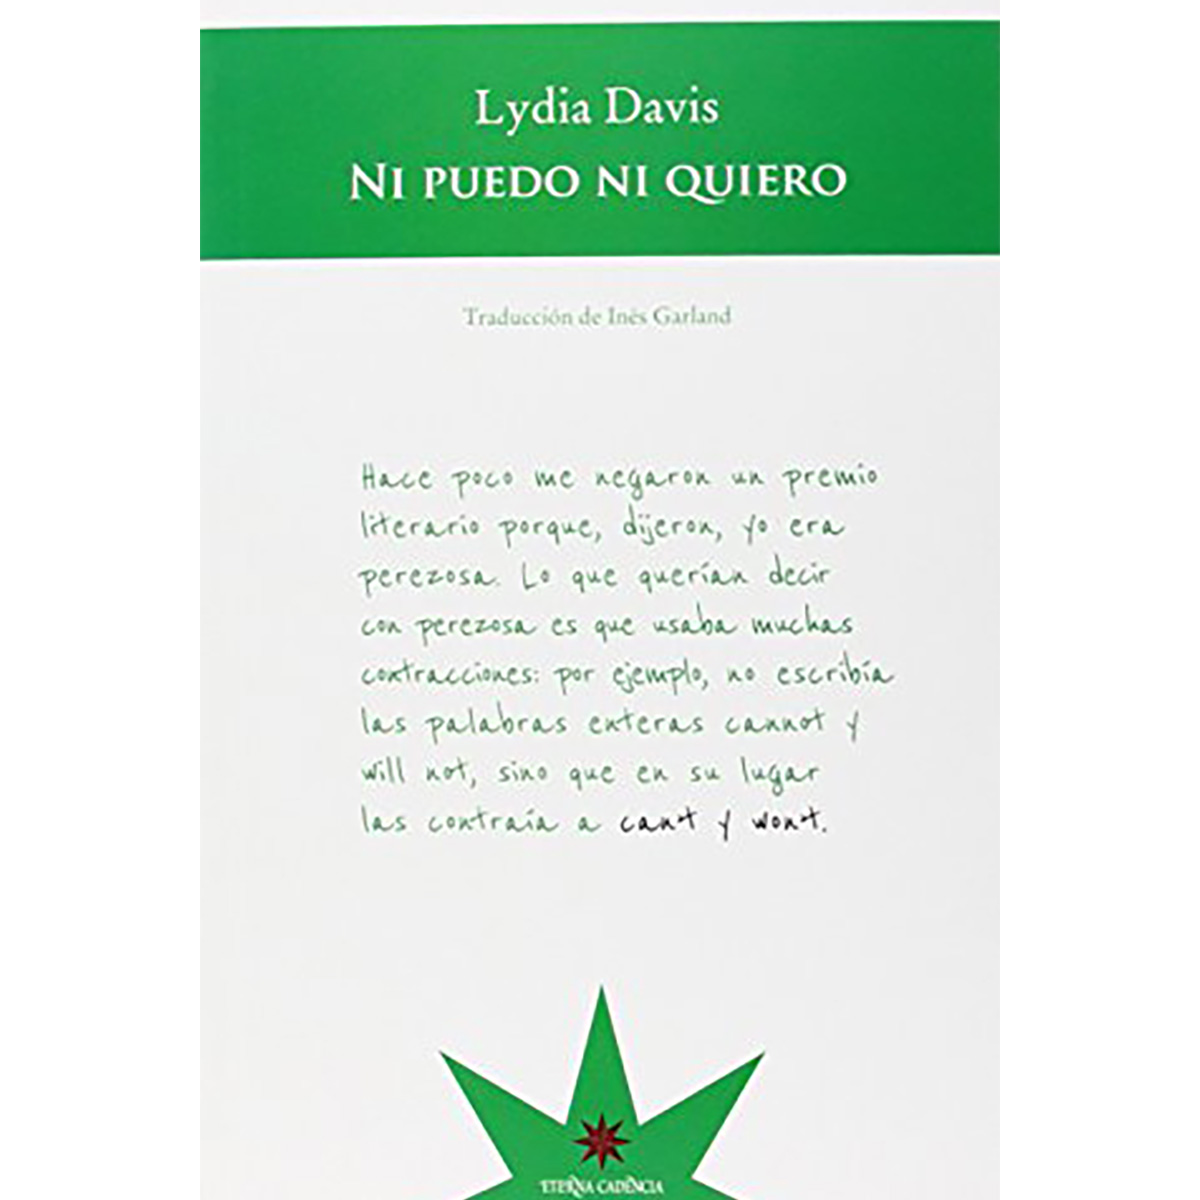 Lydia Davis
NI PUEDO NI QUIERO
Traducción de Inés Garland
Hace poco me negaron un premio
literario porque, dijeron, yo era
perezosa. Lo que querían decir
con perezosa es que usaba muchas
contracciones: por ejemplo, no escribía
las palabras enteras cannot y
will not, sino que en su lugar
las contraía a can't y won't.
ETERNA CADENCIA